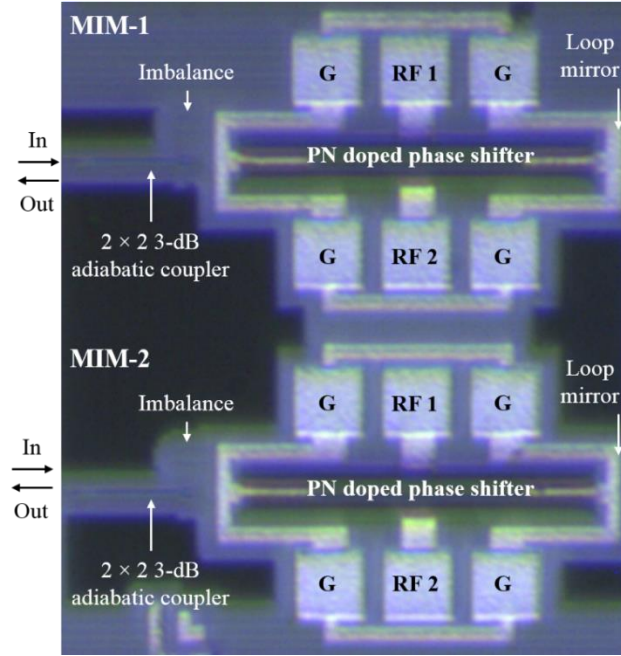 MIM-1
Imbalance
Loop
mirror
G RF 1 G
In
Out
PN doped phase shifter
2 × 2 3-dB
adiabatic coupler
G RF 2 G
MIM-2
Imbalance
Loop
mirror
G RF 1 G
In
Out
PN doped phase shifter
2 × 2 3-dB
adiabatic coupler
G RF 2 G